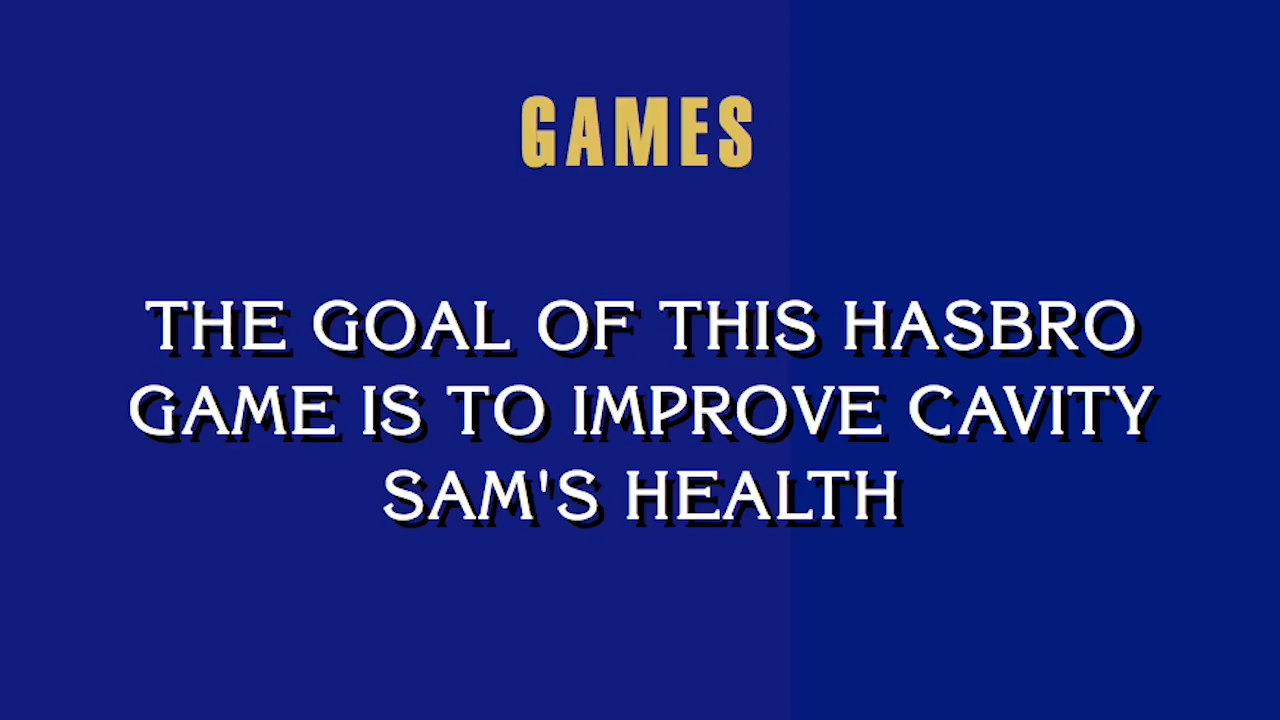 GAMES
THE GOAL OF THIS HASBRO
GAME IS TO IMPROVE CAVITY
SAM'S HEALTH